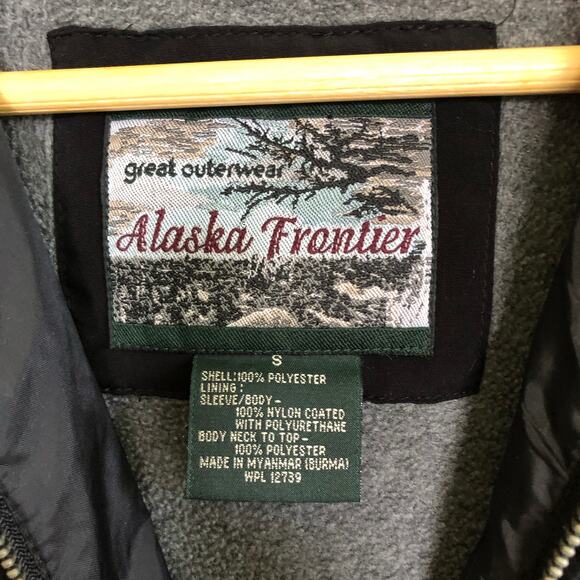 great outerwear
Alaska Frontier
S
SHELL:100% POLYESTER
LINING:
SLEEVE/BODY-
100% NYLON COATED
WITH POLYURETHANE
BODY NECK TO TOP-
100% POLYESTER
MADE IN MYANMAR (BURMA)
WPL 12739